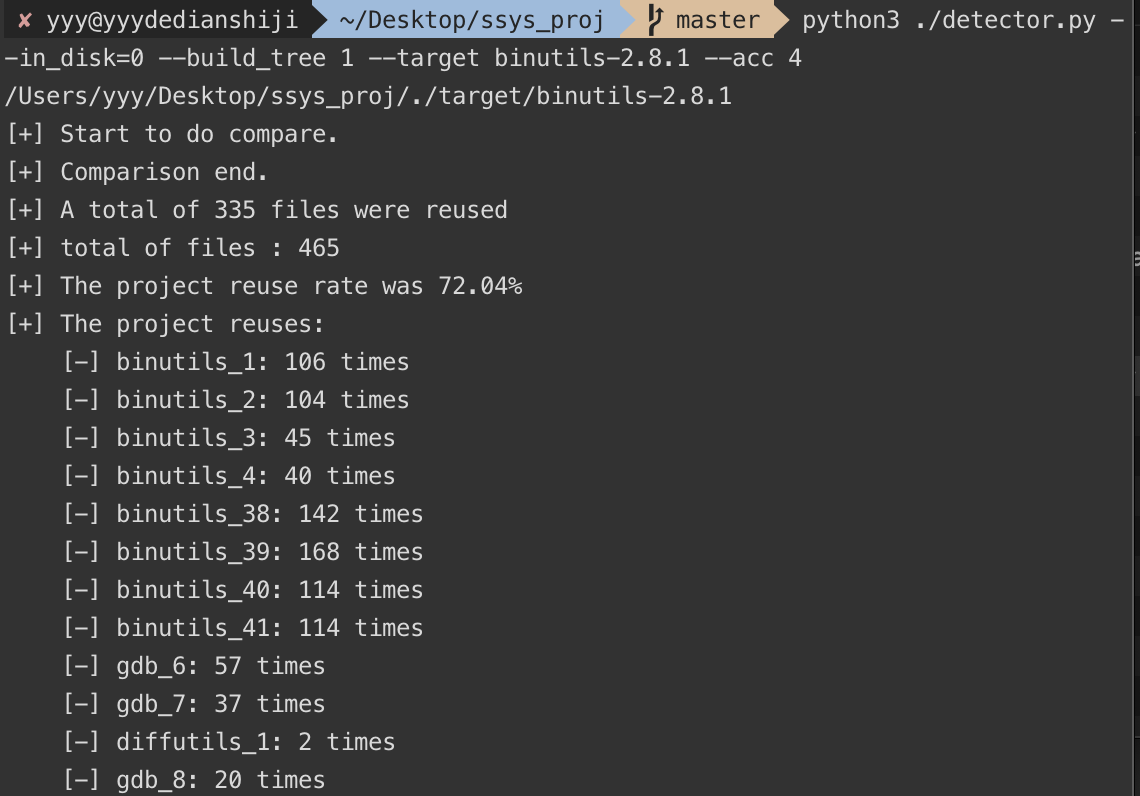 ✘ yyy@yyydedianshiji ~/Desktop/ssys_proj master python3 ./detector.py -
-in_disk=0 --build_tree 1 --target binutils-2.8.1 --acc 4
/Users/yyy/Desktop/ssys_proj/./target/binutils-2.8.1
[+] Start to do compare.
[+] Comparison end.
[+] A total of 335 files were reused
[+] total of files : 465
[+] The project reuse rate was 72.04%
[+] The project reuses:
[-] binutils_1: 106 times
[-] binutils_2: 104 times
[-] binutils_3: 45 times
[-] binutils_4: 40 times
[-] binutils_38: 142 times
[-] binutils_39: 168 times
[-] binutils_40: 114 times
[-] binutils_41: 114 times
[-] gdb_6: 57 times
[-] gdb_7: 37 times
[-] diffutils_1: 2 times
[-] gdb_8: 20 times